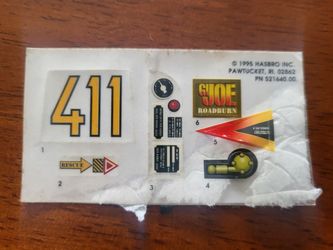 © 1995 HASBRO INC.
PAWTUCKET, RI. 02862
PN 521640.00
411
GI JOE
ROADBURN
6
5
1
RESCUE
2
3
4